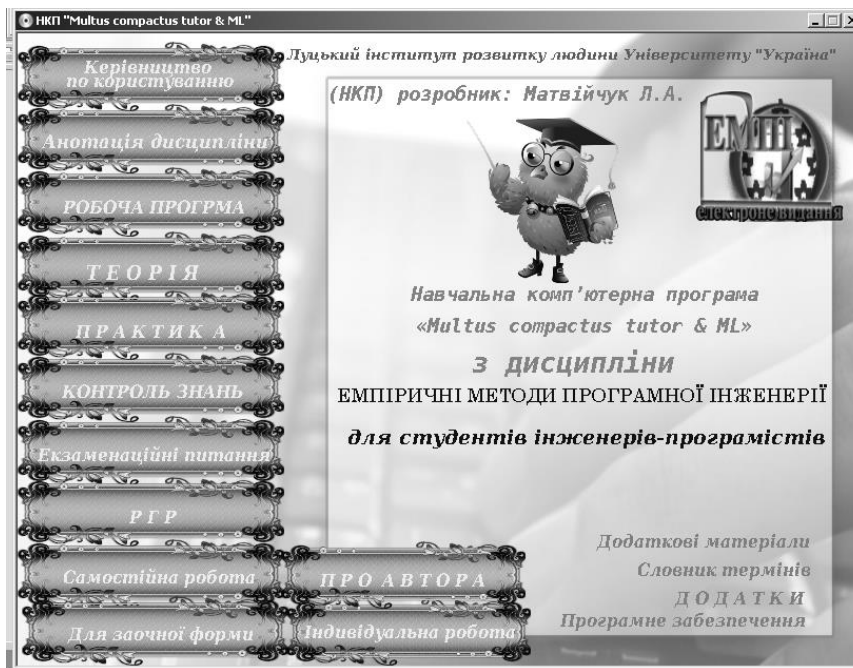 НКП "Multus compactus tutor & ML"
Луцький інститут розвитку людини Університету "Україна"
Керівництво
по користуванню
Анотація дисципліни
РОБОЧА ПРОГРМА
ТЕОРІЯ
ПРАКТИКА
КОНТРОЛЬ ЗНАНЬ
Екзаменаційні питання
РГР
Самостійна робота
Для заочної форми
ПРО АВТОРА
Індивідуальна робота
(НКП) розробник: Матвійчук Л.А.
ЕМПІ
електроне видання
Навчальна комп'ютерна програма
«Multus compactus tutor & ML»
з дисципліни
ЕМПІРИЧНІ МЕТОДИ ПРОГРАМНОЇ ІНЖЕНЕРІЇ
для студентів інженерів-програмістів
Додаткові матеріали
Словник термінів
ДОДАТКИ
Програмне забезпечення